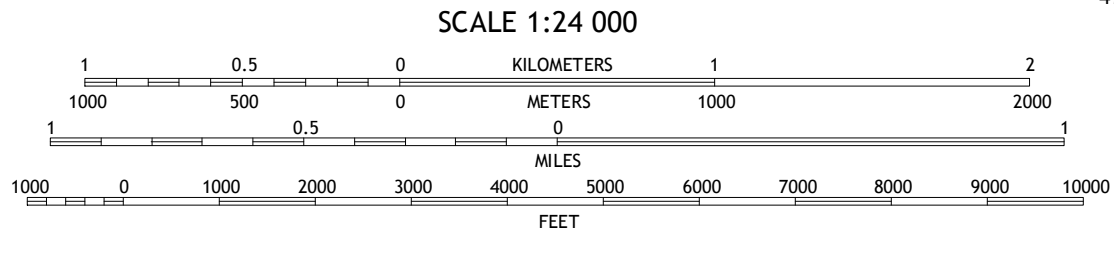 SCALE 1:24 000
1 0.5 0 KILOMETERS 1 2
1000 500 0 METERS 1000 2000
1 0.5 0 1
MILES
1000 0 1000 2000 3000 4000 5000 6000 7000 8000 9000 10000
FEET